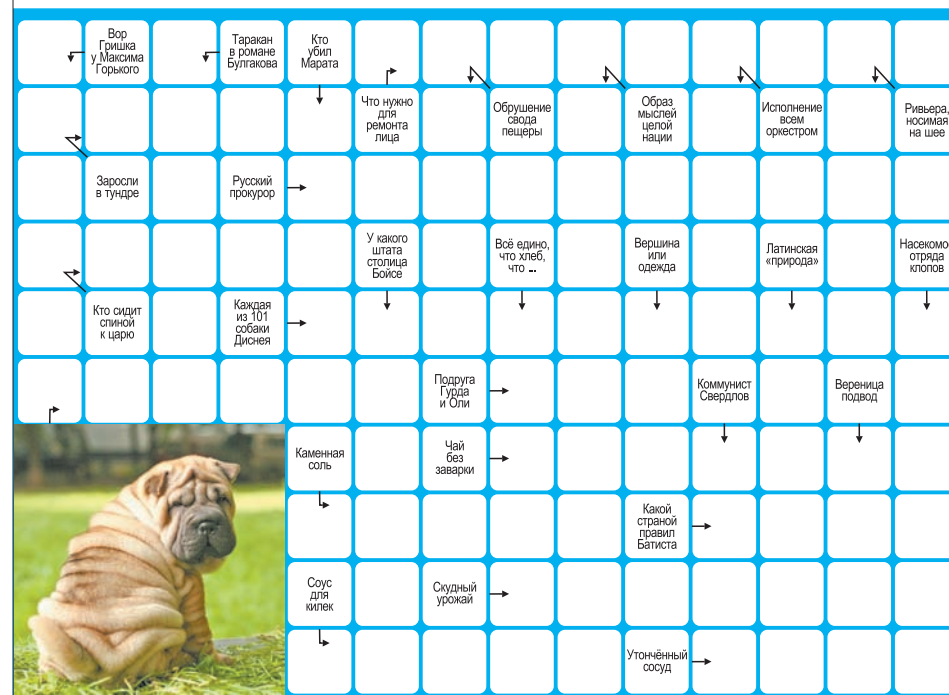 Вор
Гришка
у Максима
Горького
Таракан
в романе
Булгакова
Кто
убил
Марата
Что нужно
для
ремонта
лица
Обрушение
свода
пещеры
Образ
мыслей
целой
нации
Исполнение
всем
оркестром
Ривьера,
носимая
на шее
Заросли
в тундре
Русский
прокурор
У какого
штата
столица
Бойсе
Всё едино,
что хлеб,
что ...
Вершина
или
одежда
Латинская
«природа»
Насекомо
отряда
клопов
Кто сидит
спиной
к царю
Каждая
из 101
собаки
Диснея
Подруга
Гурда
и Оли
Коммунист
Свердлов
Вереница
подвод
Каменная
соль
Чай
без
заварки
Какой
страной
правил
Батиста
Соус
для
килек
Скудный
урожай
Утончённый
сосуд